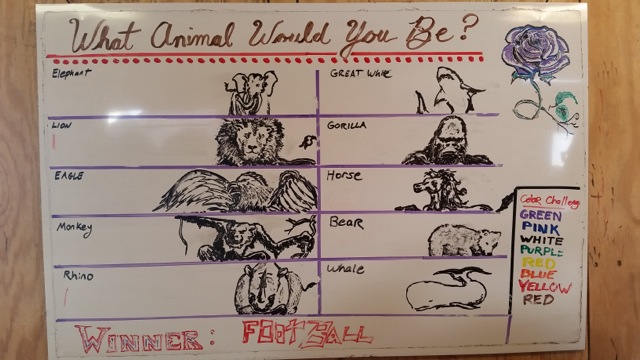 What Animal Would You Be?
Elephant
GREAT WHITE
LION
GORILLA
EAGLE
Horse
Monkey
BEAR
Rhino
Whale
Color Challeng
GREEN
PINK
WHITE
PURPLE
RED
BLUE
YELLOW
RED
WINNER: FOOTBALL